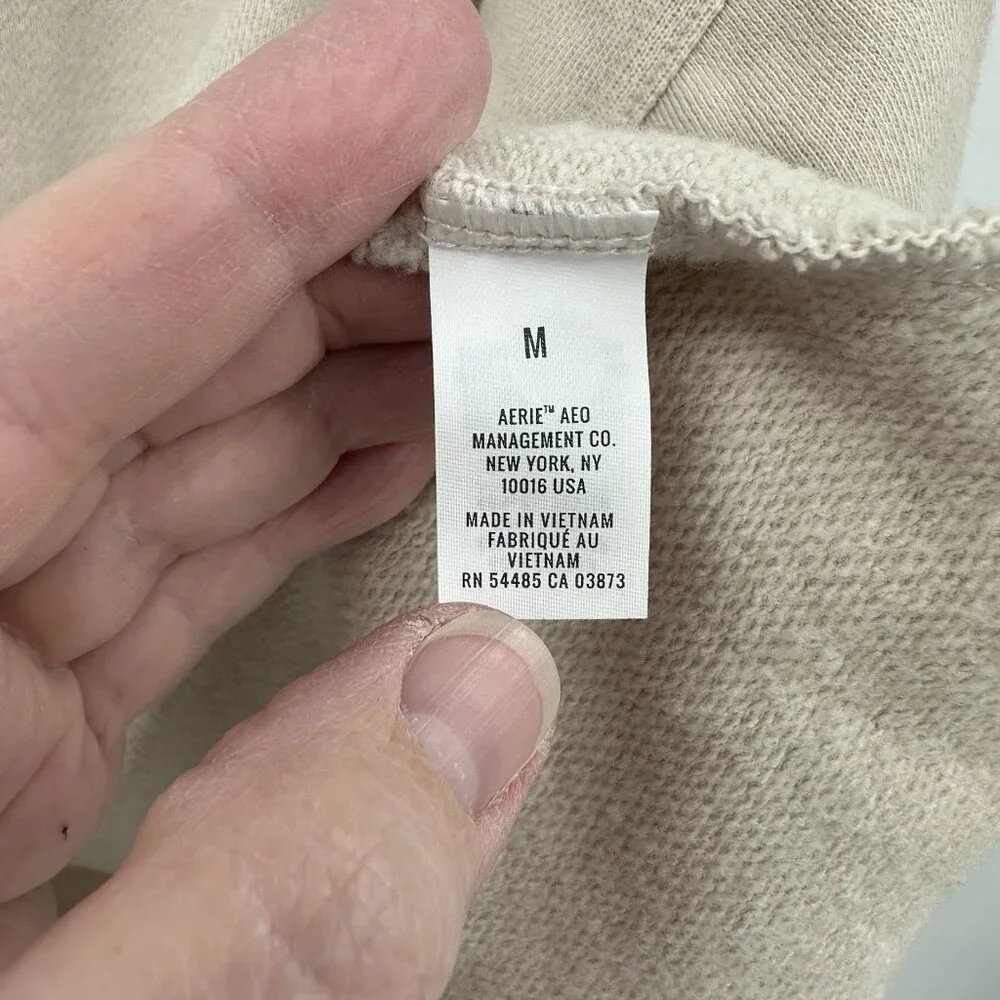 M
AERIE™ AEO
MANAGEMENT CO.
NEW YORK, NY
10016 USA
MADE IN VIETNAM
FABRIQUÉ AU
VIETNAM
RN 54485 CA 03873